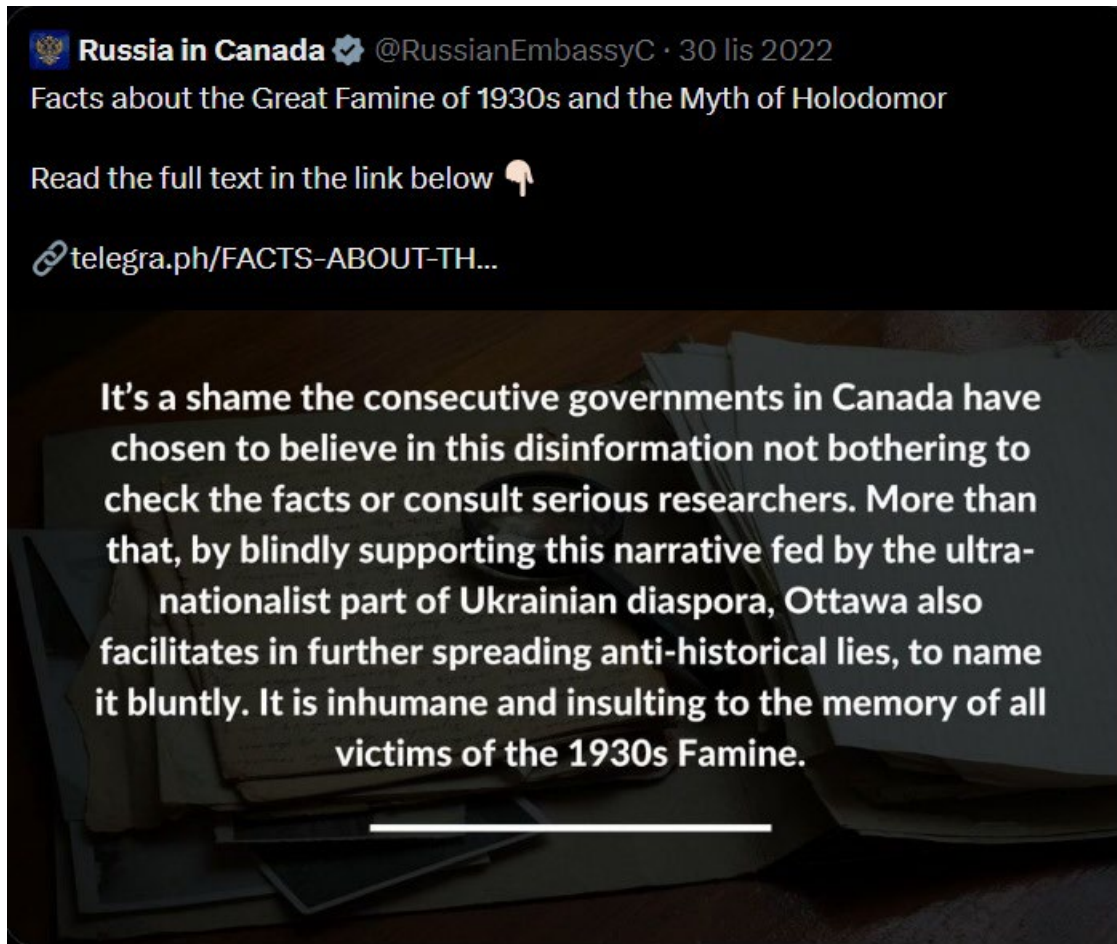 Russia in Canada @RussianEmbassyC · 30 lis 2022
Facts about the Great Famine of 1930s and the Myth of Holodomor
Read the full text in the link below 👇🏻
🔗telegra.ph/FACTS-ABOUT-TH...
It's a shame the consecutive governments in Canada have
chosen to believe in this disinformation not bothering to
check the facts or consult serious researchers. More than
that, by blindly supporting this narrative fed by the ultra-
nationalist part of Ukrainian diaspora, Ottawa also
facilitates in further spreading anti-historical lies, to name
it bluntly. It is inhumane and insulting to the memory of all
victims of the 1930s Famine.